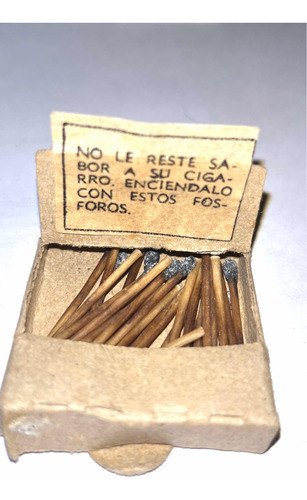 NO LE RESTE SA-
BOR A SU CIGA-
RRO, ENCIENDALO
CON ESTOS FOS-
FOROS.